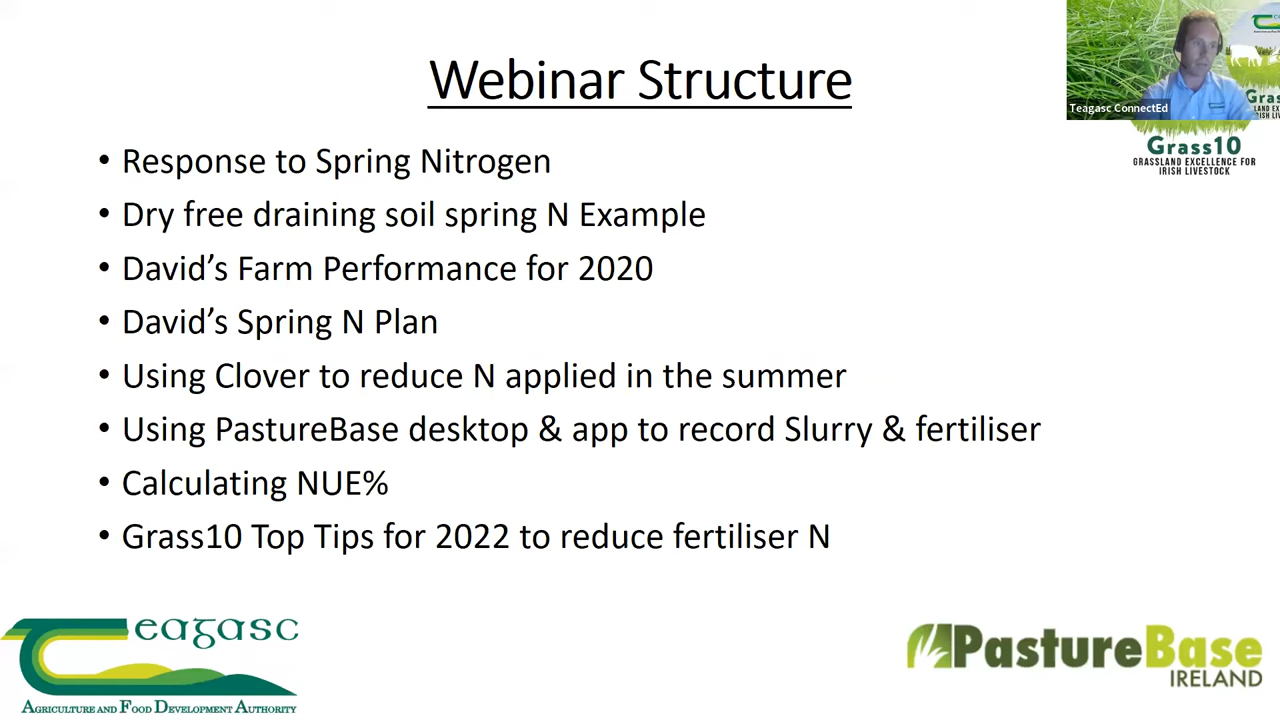 Webinar Structure
• Response to Spring Nitrogen
• Dry free draining soil spring N Example
• David’s Farm Performance for 2020
• David’s Spring N Plan
• Using Clover to reduce N applied in the summer
• Using PastureBase desktop & app to record Slurry & fertiliser
• Calculating NUE%
• Grass10 Top Tips for 2022 to reduce fertiliser N
Teagasc ConnectEd
Grass10
GRASSLAND EXCELLENCE FOR
IRISH LIVESTOCK
Teagasc
AGRICULTURE AND FOOD DEVELOPMENT AUTHORITY
PastureBase
IRELAND